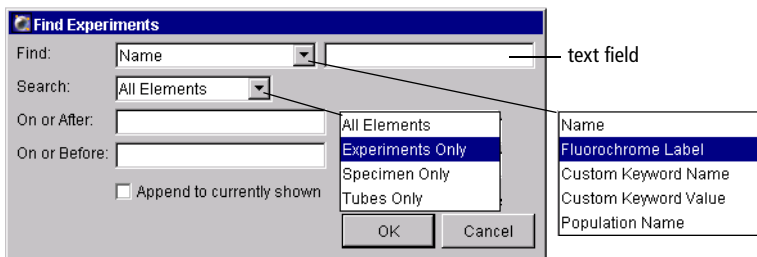 Find Experiments
Find:
Name
text field
Search:
All Elements
On or After:
On or Before:
Append to currently shown
All Elements
Experiments Only
Specimen Only
Tubes Only
Name
Fluorochrome Label
Custom Keyword Name
Custom Keyword Value
Population Name
OK
Cancel